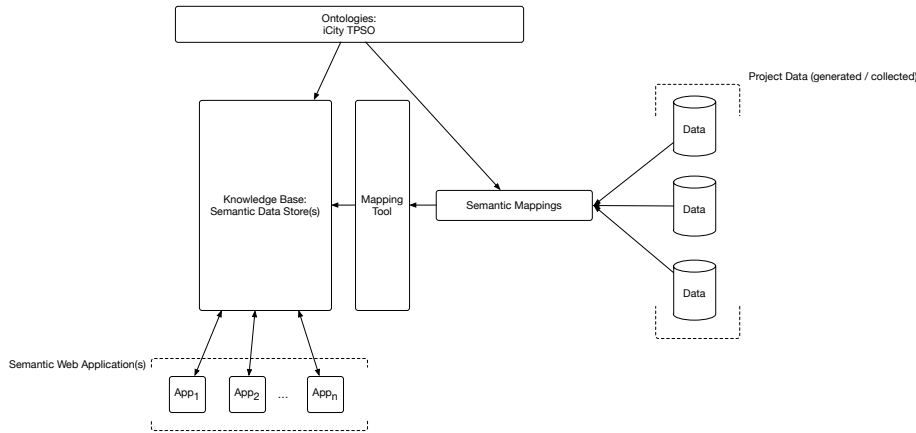 Ontologies:
iCity TPSO
Project Data (generated / collected)
Data
Knowledge Base:
Semantic Data Store(s)
Mapping
Tool
Semantic Mappings
Data
Data
Semantic Web Application(s)
App1
App2
...
Appn